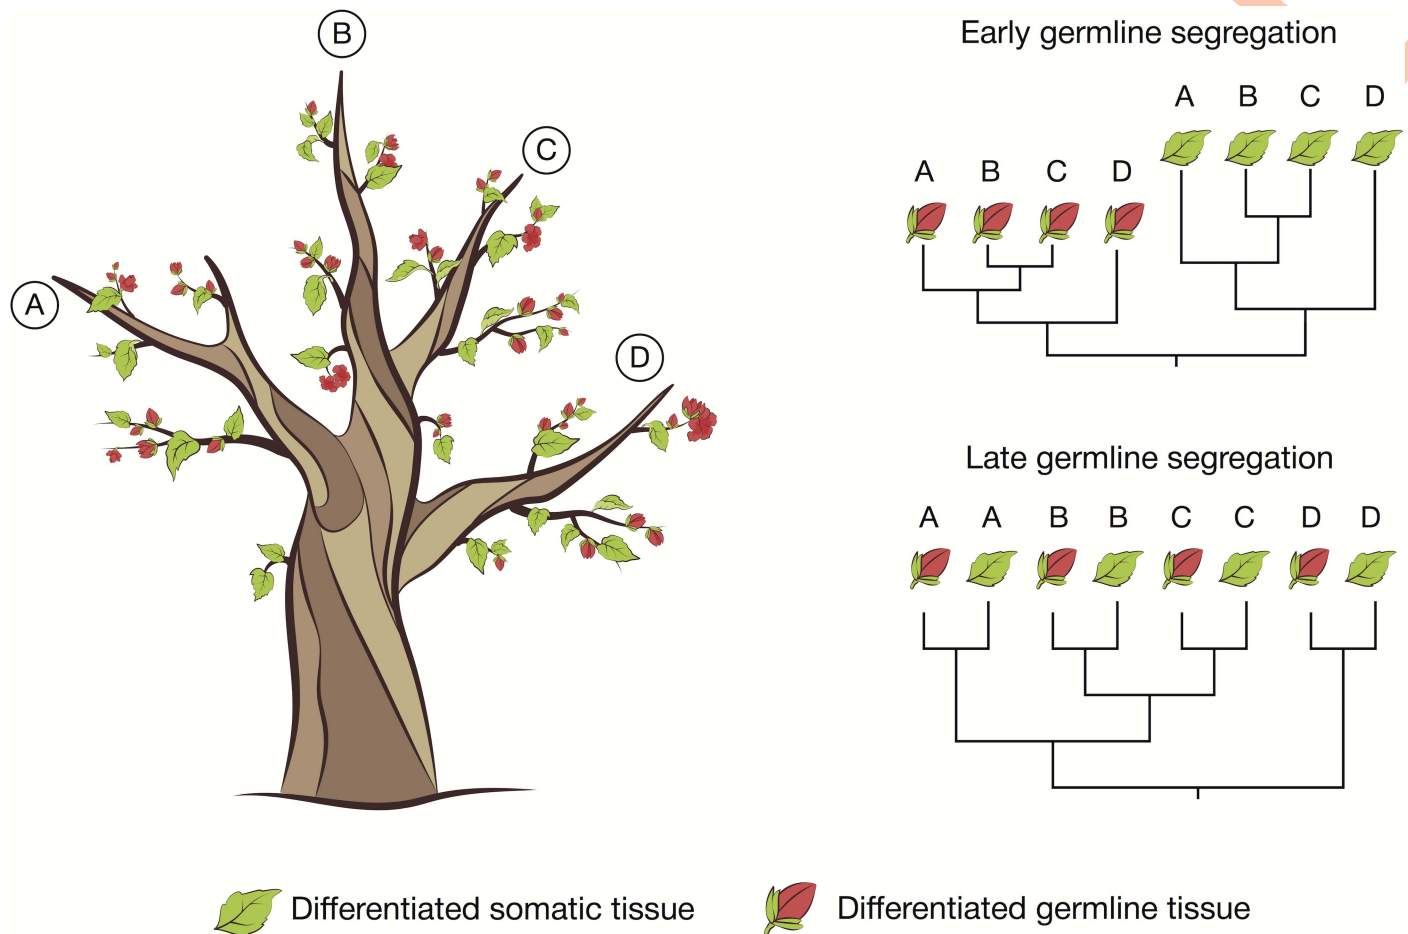 B
C
A
D
Early germline segregation
A B C D
A B C D
Late germline segregation
A A B B C C D D
Differentiated somatic tissue
Differentiated germline tissue